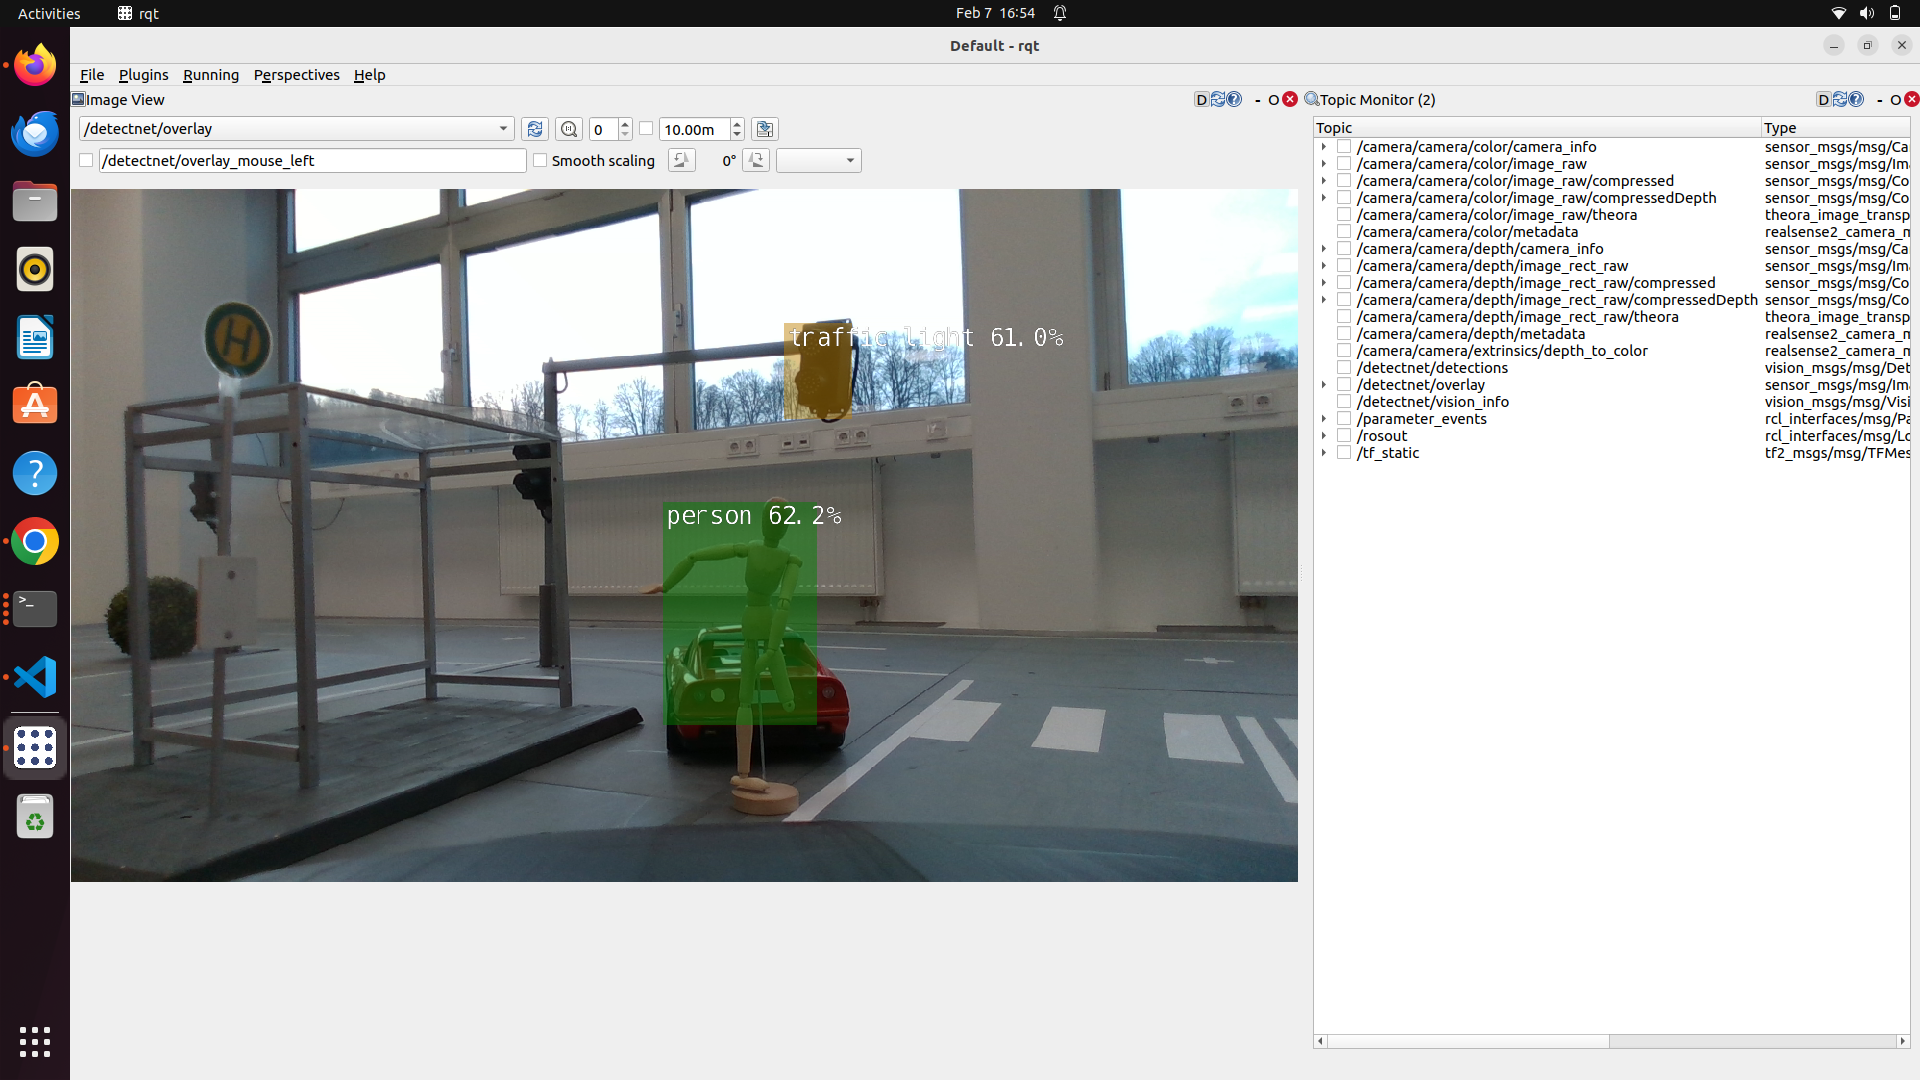 Activities
rqt
Feb 7 16:54
Default - rqt
File Plugins Running Perspectives Help
Image View
D
- O
/detectnet/overlay
0
10.00m
/detectnet/overlay_mouse_left
Smooth scaling
0°
H
traffic light 61.0%
person 62.2%
Topic Monitor (2)
D
- O
Topic Type
/camera/camera/color/camera_info sensor_msgs/msg/Ca
/camera/camera/color/image_raw sensor_msgs/msg/Ima
/camera/camera/color/image_raw/compressed sensor_msgs/msg/Co
/camera/camera/color/image_raw/compressedDepth sensor_msgs/msg/Co
/camera/camera/color/image_raw/theora theora_image_transp
/camera/camera/color/metadata realsense2_camera_m
/camera/camera/depth/camera_info sensor_msgs/msg/Ca
/camera/camera/depth/image_rect_raw sensor_msgs/msg/Ima
/camera/camera/depth/image_rect_raw/compressed sensor_msgs/msg/Co
/camera/camera/depth/image_rect_raw/compressedDepth sensor_msgs/msg/Co
/camera/camera/depth/image_rect_raw/theora theora_image_transp
/camera/camera/depth/metadata realsense2_camera_m
/camera/camera/extrinsics/depth_to_color realsense2_camera_m
/detectnet/detections vision_msgs/msg/Det
/detectnet/overlay sensor_msgs/msg/Ima
/detectnet/vision_info vision_msgs/msg/Visi
/parameter_events rcl_interfaces/msg/Pa
/rosout rcl_interfaces/msg/Lo
/tf_static tf2_msgs/msg/TFMes